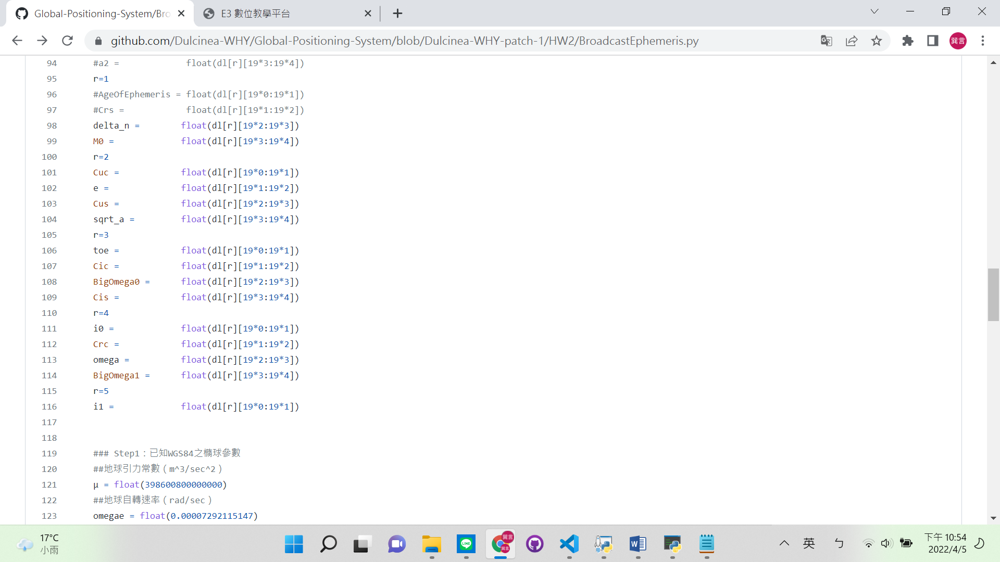 Global-Positioning-System/Bro
E3 數位教學平台
github.com/Dulcinea-WHY/Global-Positioning-System/blob/Dulcinea-WHY-patch-1/HW2/BroadcastEphemeris.py
巽言
94 #a2 = float(dl[r][19*3:19*4])
95 r=1
96 #AgeOfEphemeris = float(dl[r][19*0:19*1])
97 #Crs = float(dl[r][19*1:19*2])
98 delta_n = float(dl[r][19*2:19*3])
99 M0 = float(dl[r][19*3:19*4])
100 r=2
101 Cuc = float(dl[r][19*0:19*1])
102 e = float(dl[r][19*1:19*2])
103 Cus = float(dl[r][19*2:19*3])
104 sqrt_a = float(dl[r][19*3:19*4])
105 r=3
106 toe = float(dl[r][19*0:19*1])
107 Cic = float(dl[r][19*1:19*2])
108 BigOmega0 = float(dl[r][19*2:19*3])
109 Cis = float(dl[r][19*3:19*4])
110 r=4
111 i0 = float(dl[r][19*0:19*1])
112 Crc = float(dl[r][19*1:19*2])
113 omega = float(dl[r][19*2:19*3])
114 BigOmega1 = float(dl[r][19*3:19*4])
115 r=5
116 i1 = float(dl[r][19*0:19*1])
117
118
119 ### Step1：已知WGS84之橢球參數
120 ##地球引力常數（m^3/sec^2）
121 μ = float(398600800000000)
122 ##地球自轉速率（rad/sec）
123 omegae = float(0.00007292115147)
17°C
小雨
LINE
巽言
巽言
W
英
ㄅ
下午 10:54
2022/4/5